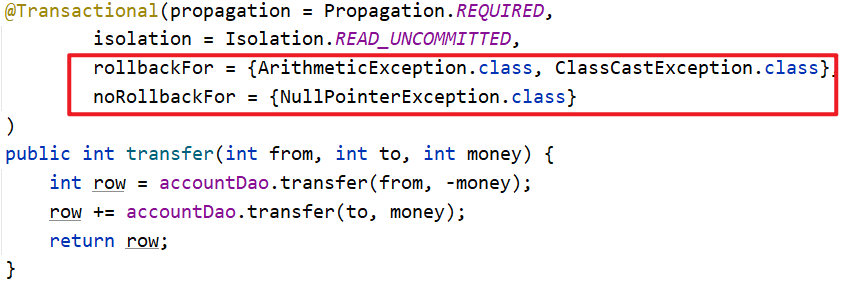 @Transactional(propagation = Propagation.REQUIRED,
        isolation = Isolation.READ_UNCOMMITTED,
        rollbackFor = {ArithmeticException.class, ClassCastException.class},
        noRollbackFor = {NullPointerException.class}
)
public int transfer(int from, int to, int money) {
    int row = accountDao.transfer(from, -money);
    row += accountDao.transfer(to, money);
    return row;
}